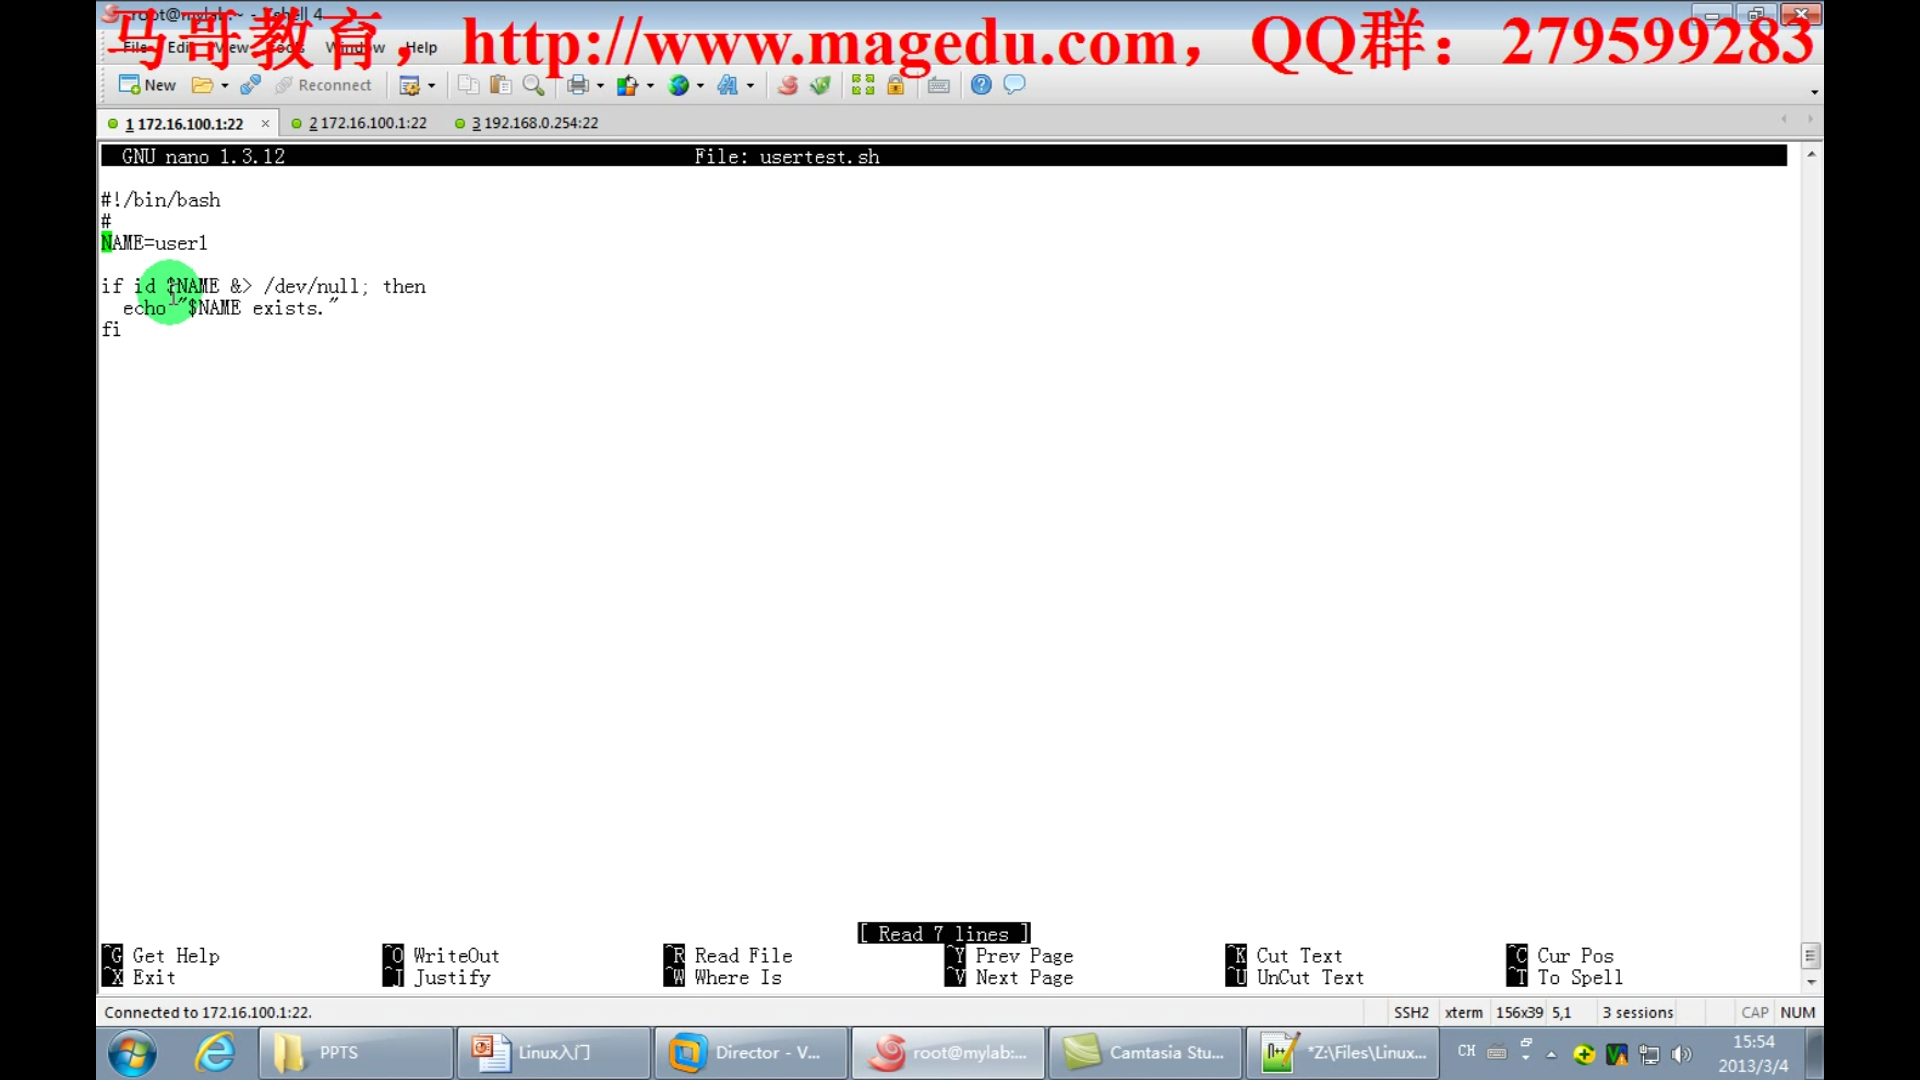 root@mylab:~ - Xshell 4
马哥教育，http://www.magedu.com，QQ群：279599283
File Edit View Tools Window Help
New Reconnect
1 172.16.100.1:22 2 172.16.100.1:22 3 192.168.0.254:22
GNU nano 1.3.12 File: usertest.sh
#!/bin/bash
#
NAME=user1
if id $NAME &> /dev/null; then
echo "$NAME exists."
fi
[ Read 7 lines ]
^G Get Help ^O WriteOut ^R Read File ^Y Prev Page ^K Cut Text ^C Cur Pos
^X Exit ^J Justify ^W Where Is ^V Next Page ^U UnCut Text ^T To Spell
Connected to 172.16.100.1:22. SSH2 xterm 156x39 5,1 3 sessions CAP NUM
PPTS Linux入门 Director - V... root@mylab:... Camtasia Stu... *Z:\Files\Linux... CH 15:54
2013/3/4